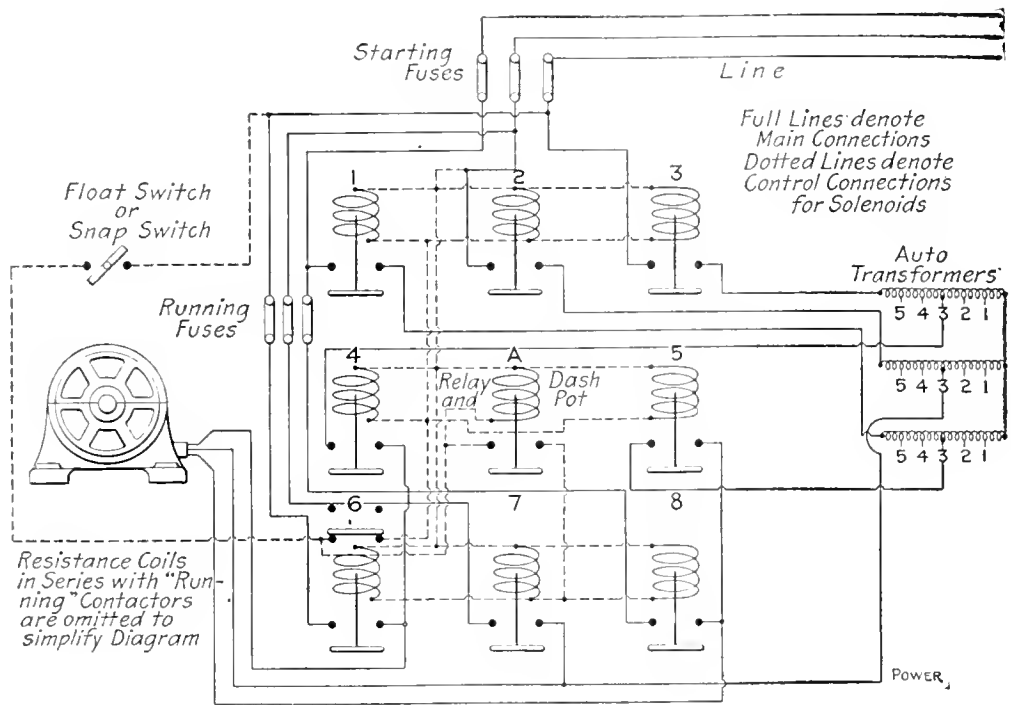 Starting
Fuses
Line
Full Lines denote
Main Connections
Dotted Lines denote
Control Connections
for Solenoids
1
2
3
Float Switch
or
Snap Switch
Auto
Transformers
5 4 3 2 1
Running
Fuses
4
A
5
Relay
and
Dash
Pot
5 4 3 2 1
5 4 3 2 1
6
7
8
Resistance Coils
in Series with "Run-
ning" Contactors
are omitted to
simplify Diagram
POWER